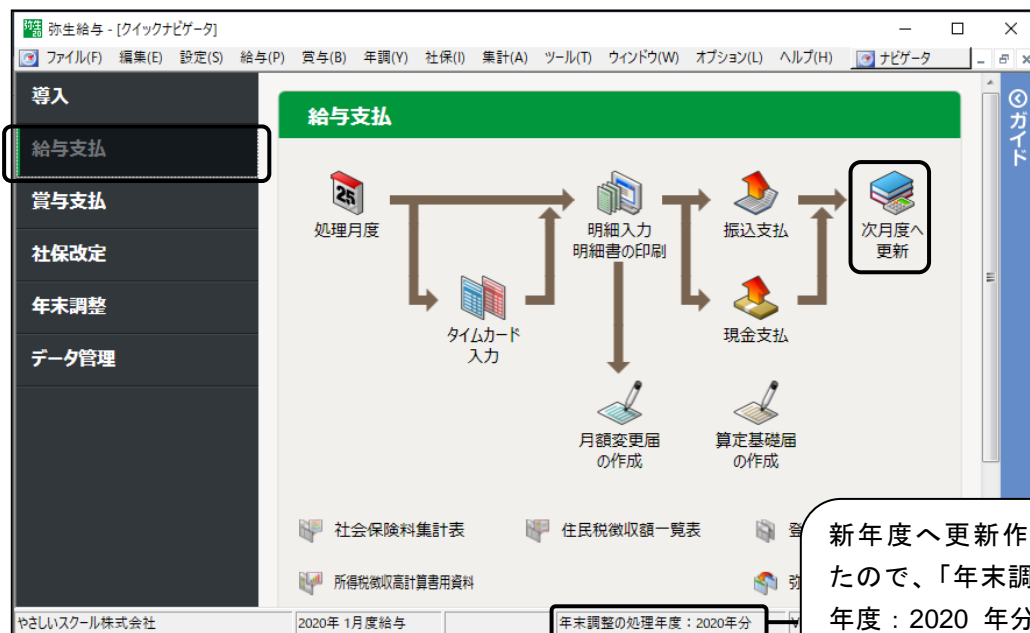 弥生給与 - [クイックナビゲータ]
ファイル(F) 編集(E) 設定(S) 給与(P) 賞与(B) 年調(Y) 社保(I) 集計(A) ツール(T) ウィンドウ(W) オプション(L) ヘルプ(H) ナビゲータ
導入
給与支払
賞与支払
社保改定
年末調整
データ管理
給与支払
25
処理月度
明細入力
明細書の印刷
振込支払
次月度へ
更新
タイムカード
入力
現金支払
月額変更届
の作成
算定基礎届
の作成
社会保険料集計表
住民税徴収額一覧表
登
所得税徴収高計算書用資料
弥
ガイド
新年度へ更新作
たので、「年末調
年度：2020 年分
やさしいスクール株式会社
2020年 1月度給与
年末調整の処理年度：2020年分